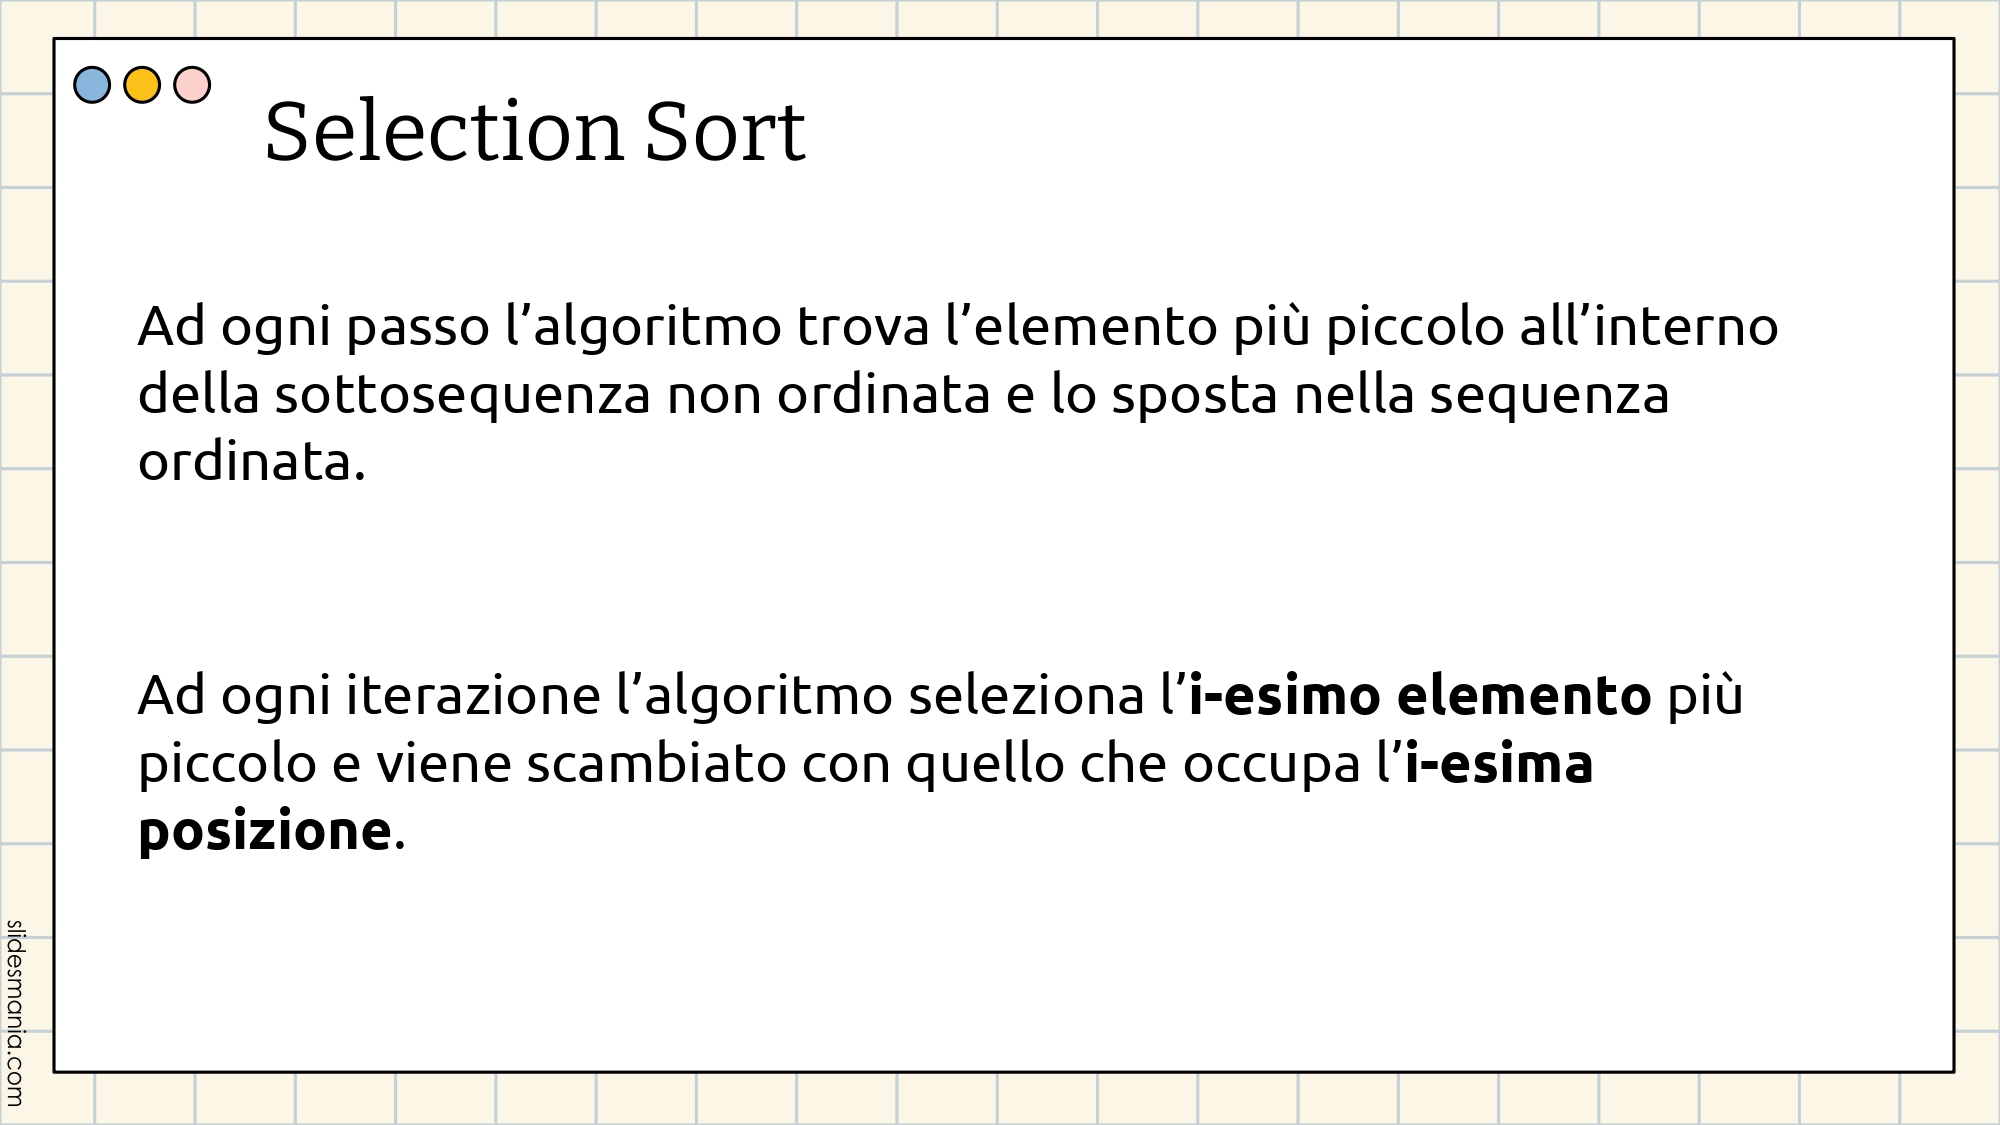 Selection Sort
Ad ogni passo l’algoritmo trova l’elemento più piccolo all’interno
della sottosequenza non ordinata e lo sposta nella sequenza
ordinata.
Ad ogni iterazione l’algoritmo seleziona l’i-esimo elemento più
piccolo e viene scambiato con quello che occupa l’i-esima
posizione.
slidesmania.com